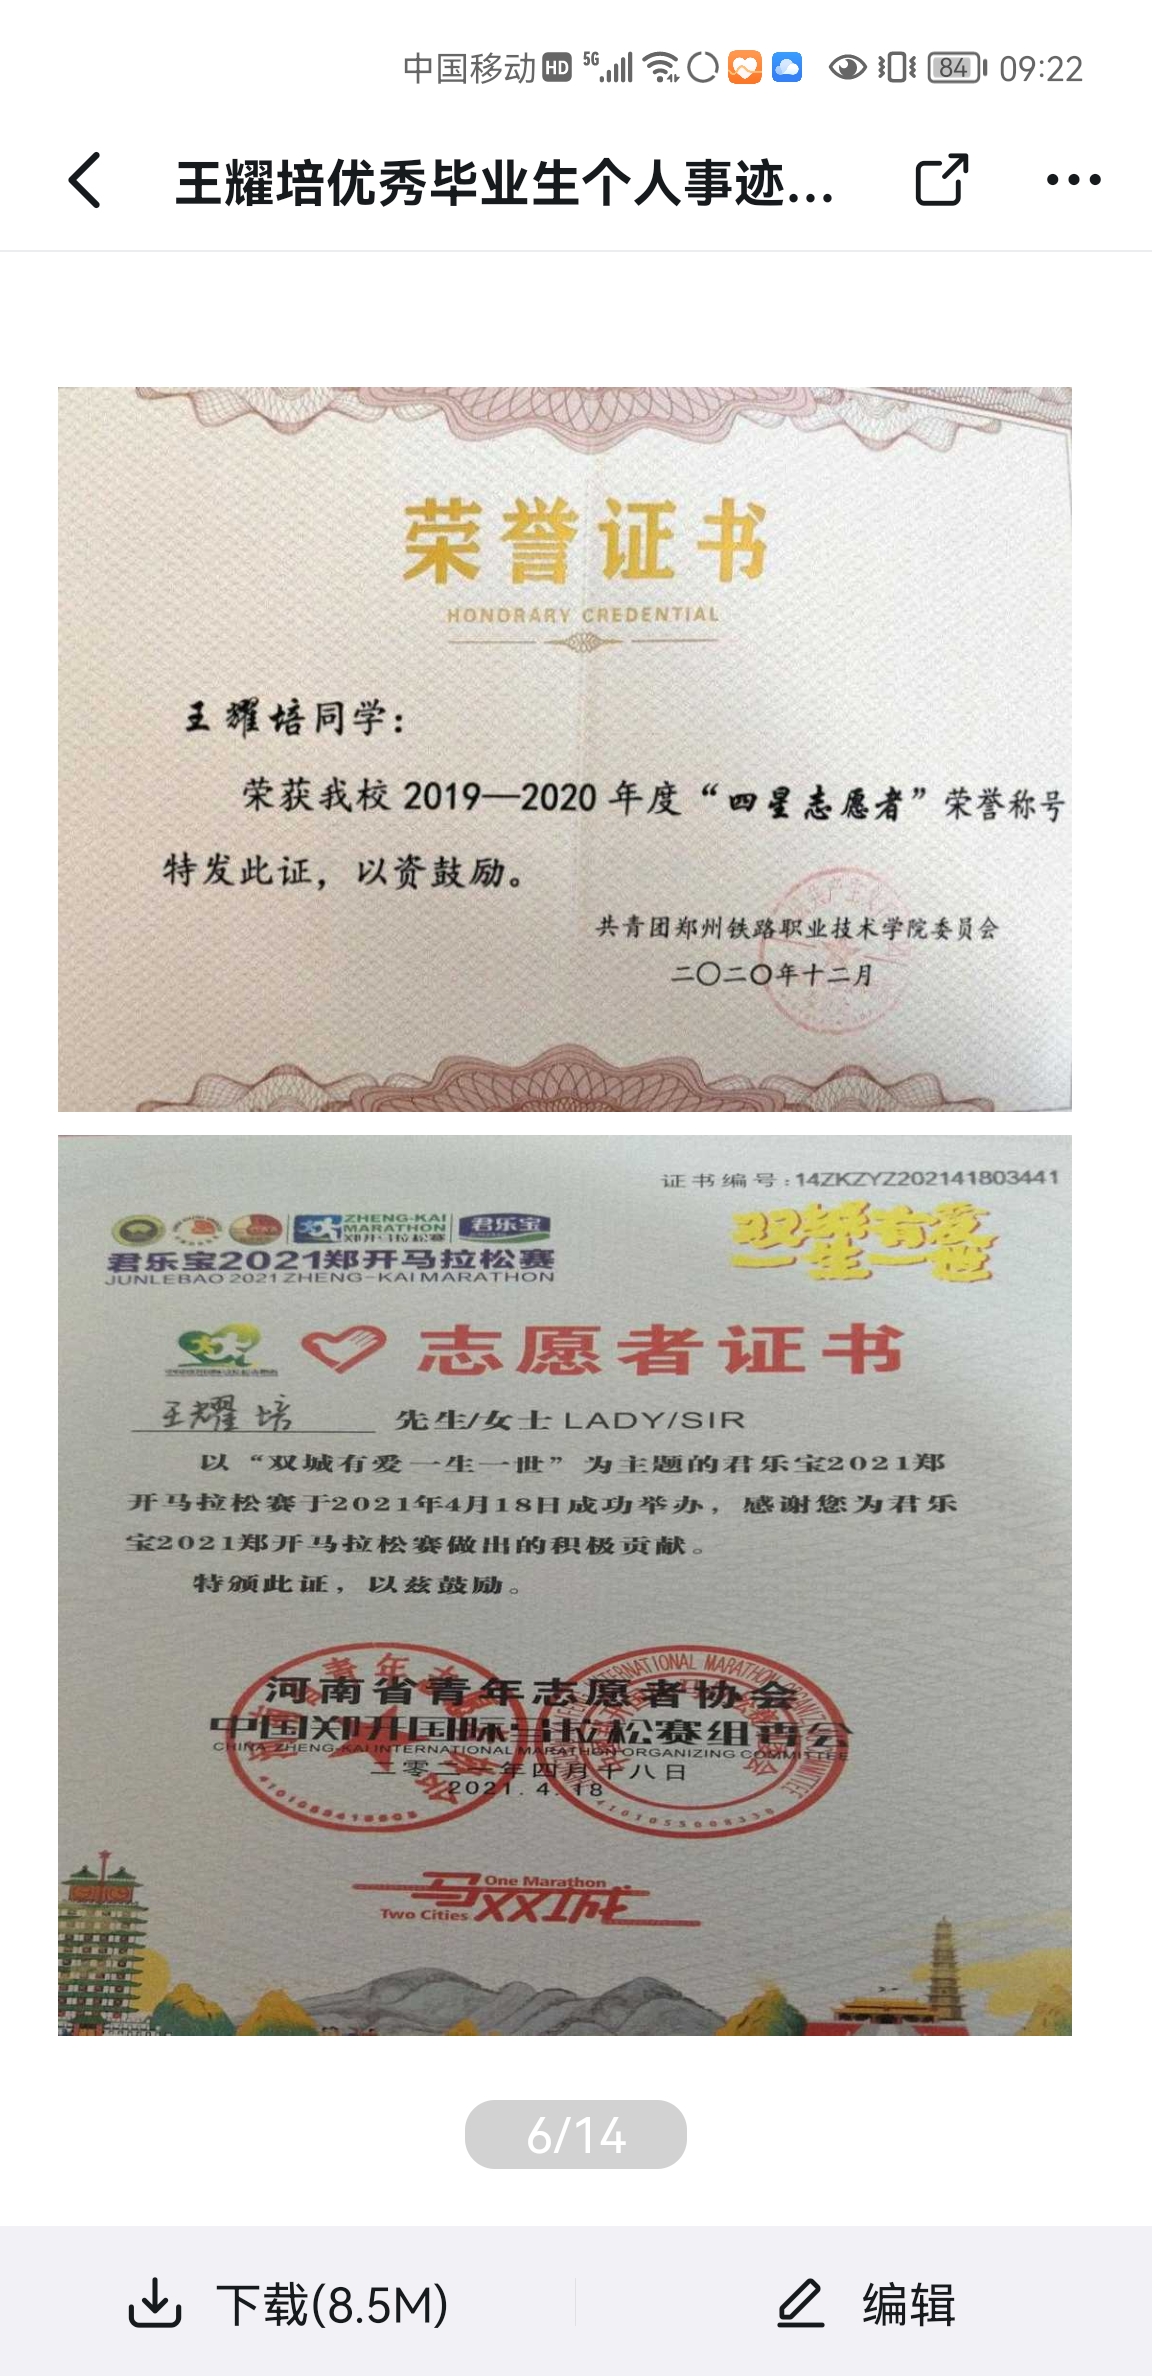 中国移动 HD 5G 84 09:22
王耀培优秀毕业生个人事迹...
荣誉证书
HONORARY CREDENTIAL
王耀培同学：
荣获我校2019—2020年度“四星志愿者”荣誉称号
特发此证，以资鼓励。
共青团郑州铁路职业技术学院委员会
二〇二〇年十二月
证书编号：14ZKZYZ202141803441
ZHENG-KAI
MARATHON
郑开马拉松赛
君乐宝
君乐宝2021郑开马拉松赛
JUNLEBAO 2021 ZHENG-KAI MARATHON
双城有爱
一生一世
志愿者证书
王耀培 先生/女士 LADY/SIR
以“双城有爱一生一世”为主题的君乐宝2021郑
开马拉松赛于2021年4月18日成功举办，感谢您为君乐
宝2021郑开马拉松赛做出的积极贡献。
特颁此证，以兹鼓励。
河南省青年志愿者协会
中国郑开国际马拉松赛组委会
CHINA ZHENG-KAI INTERNATIONAL MARATHON ORGANIZING COMMITTEE
二零二一年四月十八日
2021.4.18
One Marathon
马双城
Two Cities
6/14
下载(8.5M)
编辑